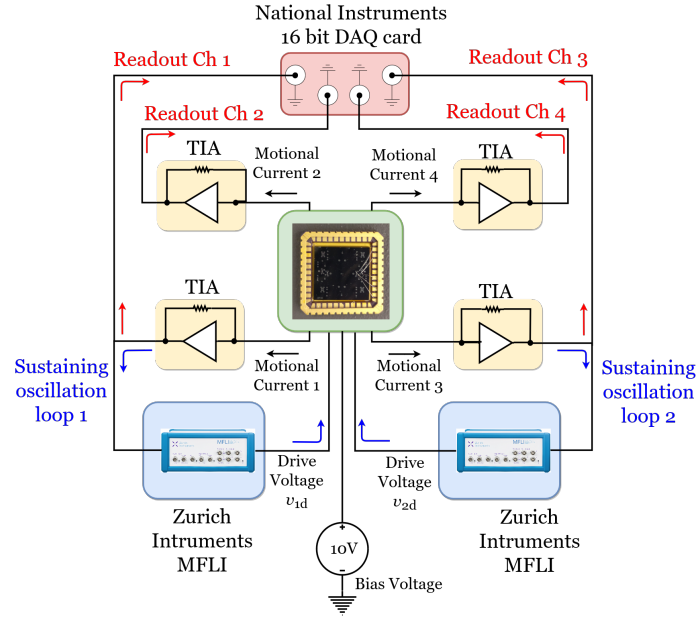 National Instruments
16 bit DAQ card
Readout Ch 1
Readout Ch 3
Readout Ch 2
Readout Ch 4
TIA
Motional
Current 2
Motional
Current 4
TIA
TIA
Motional
Current 1
Motional
Current 3
TIA
Sustaining
oscillation
loop 1
Sustaining
oscillation
loop 2
MFLI
MFLI
Drive
Voltage
v1d
Drive
Voltage
v2d
Zurich
Intruments
MFLI
Zurich
Intruments
MFLI
+
10V
−
Bias Voltage